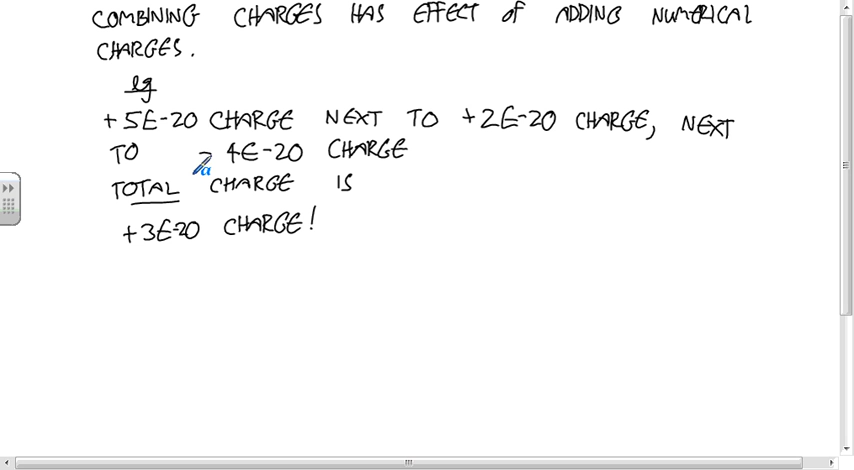 COMBINING CHARGES HAS EFFECT OF ADDING NUMERICAL
CHARGES.
eg
+5E-20 CHARGE NEXT TO +2E-20 CHARGE, NEXT
TO - 4E-20 CHARGE
TOTAL CHARGE IS
+3E-20 CHARGE!